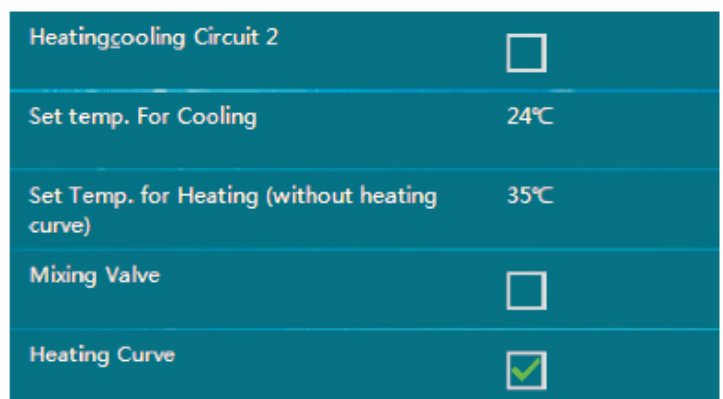 Heatingcooling Circuit 2
Set temp. For Cooling 24℃
Set Temp. for Heating (without heating 35℃
curve)
Mixing Valve
Heating Curve